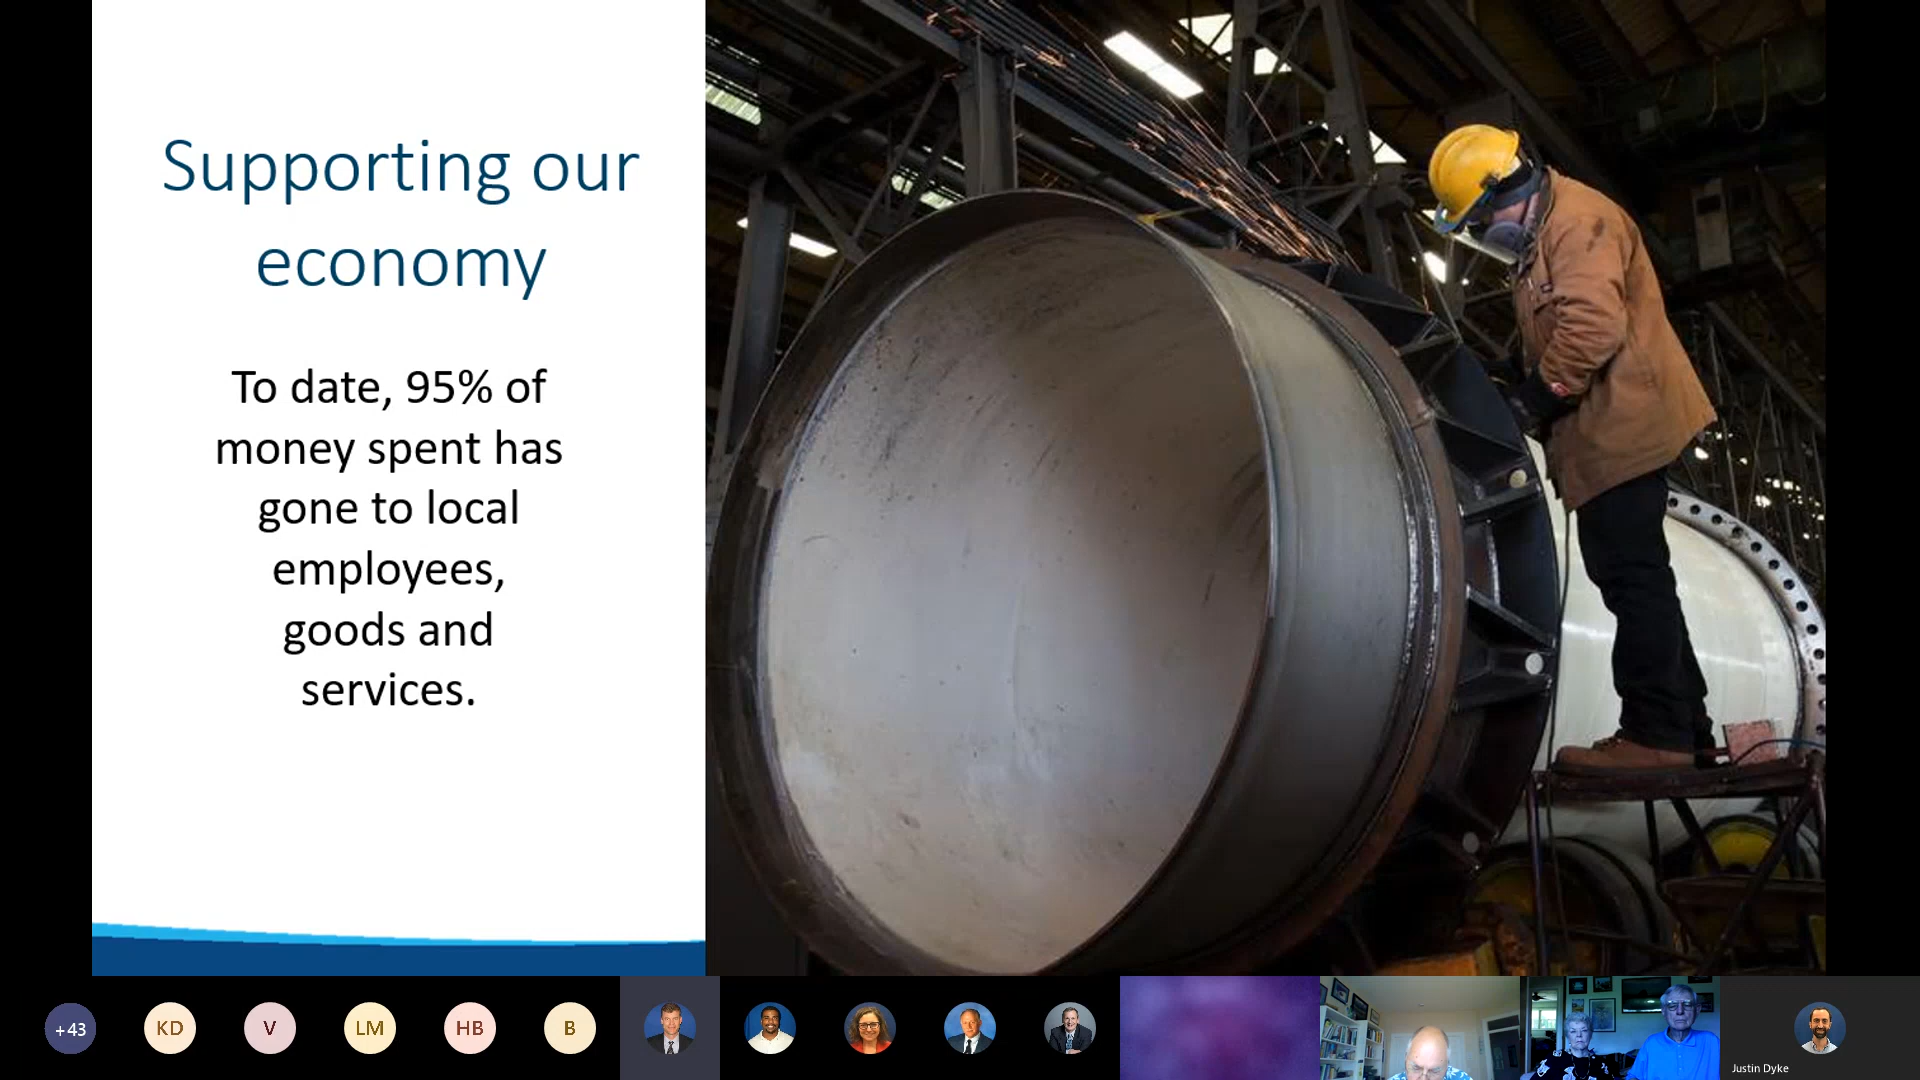 Supporting our
economy
To date, 95% of
money spent has
gone to local
employees,
goods and
services.
+43
KD
V
LM
HB
B
Justin Dyke